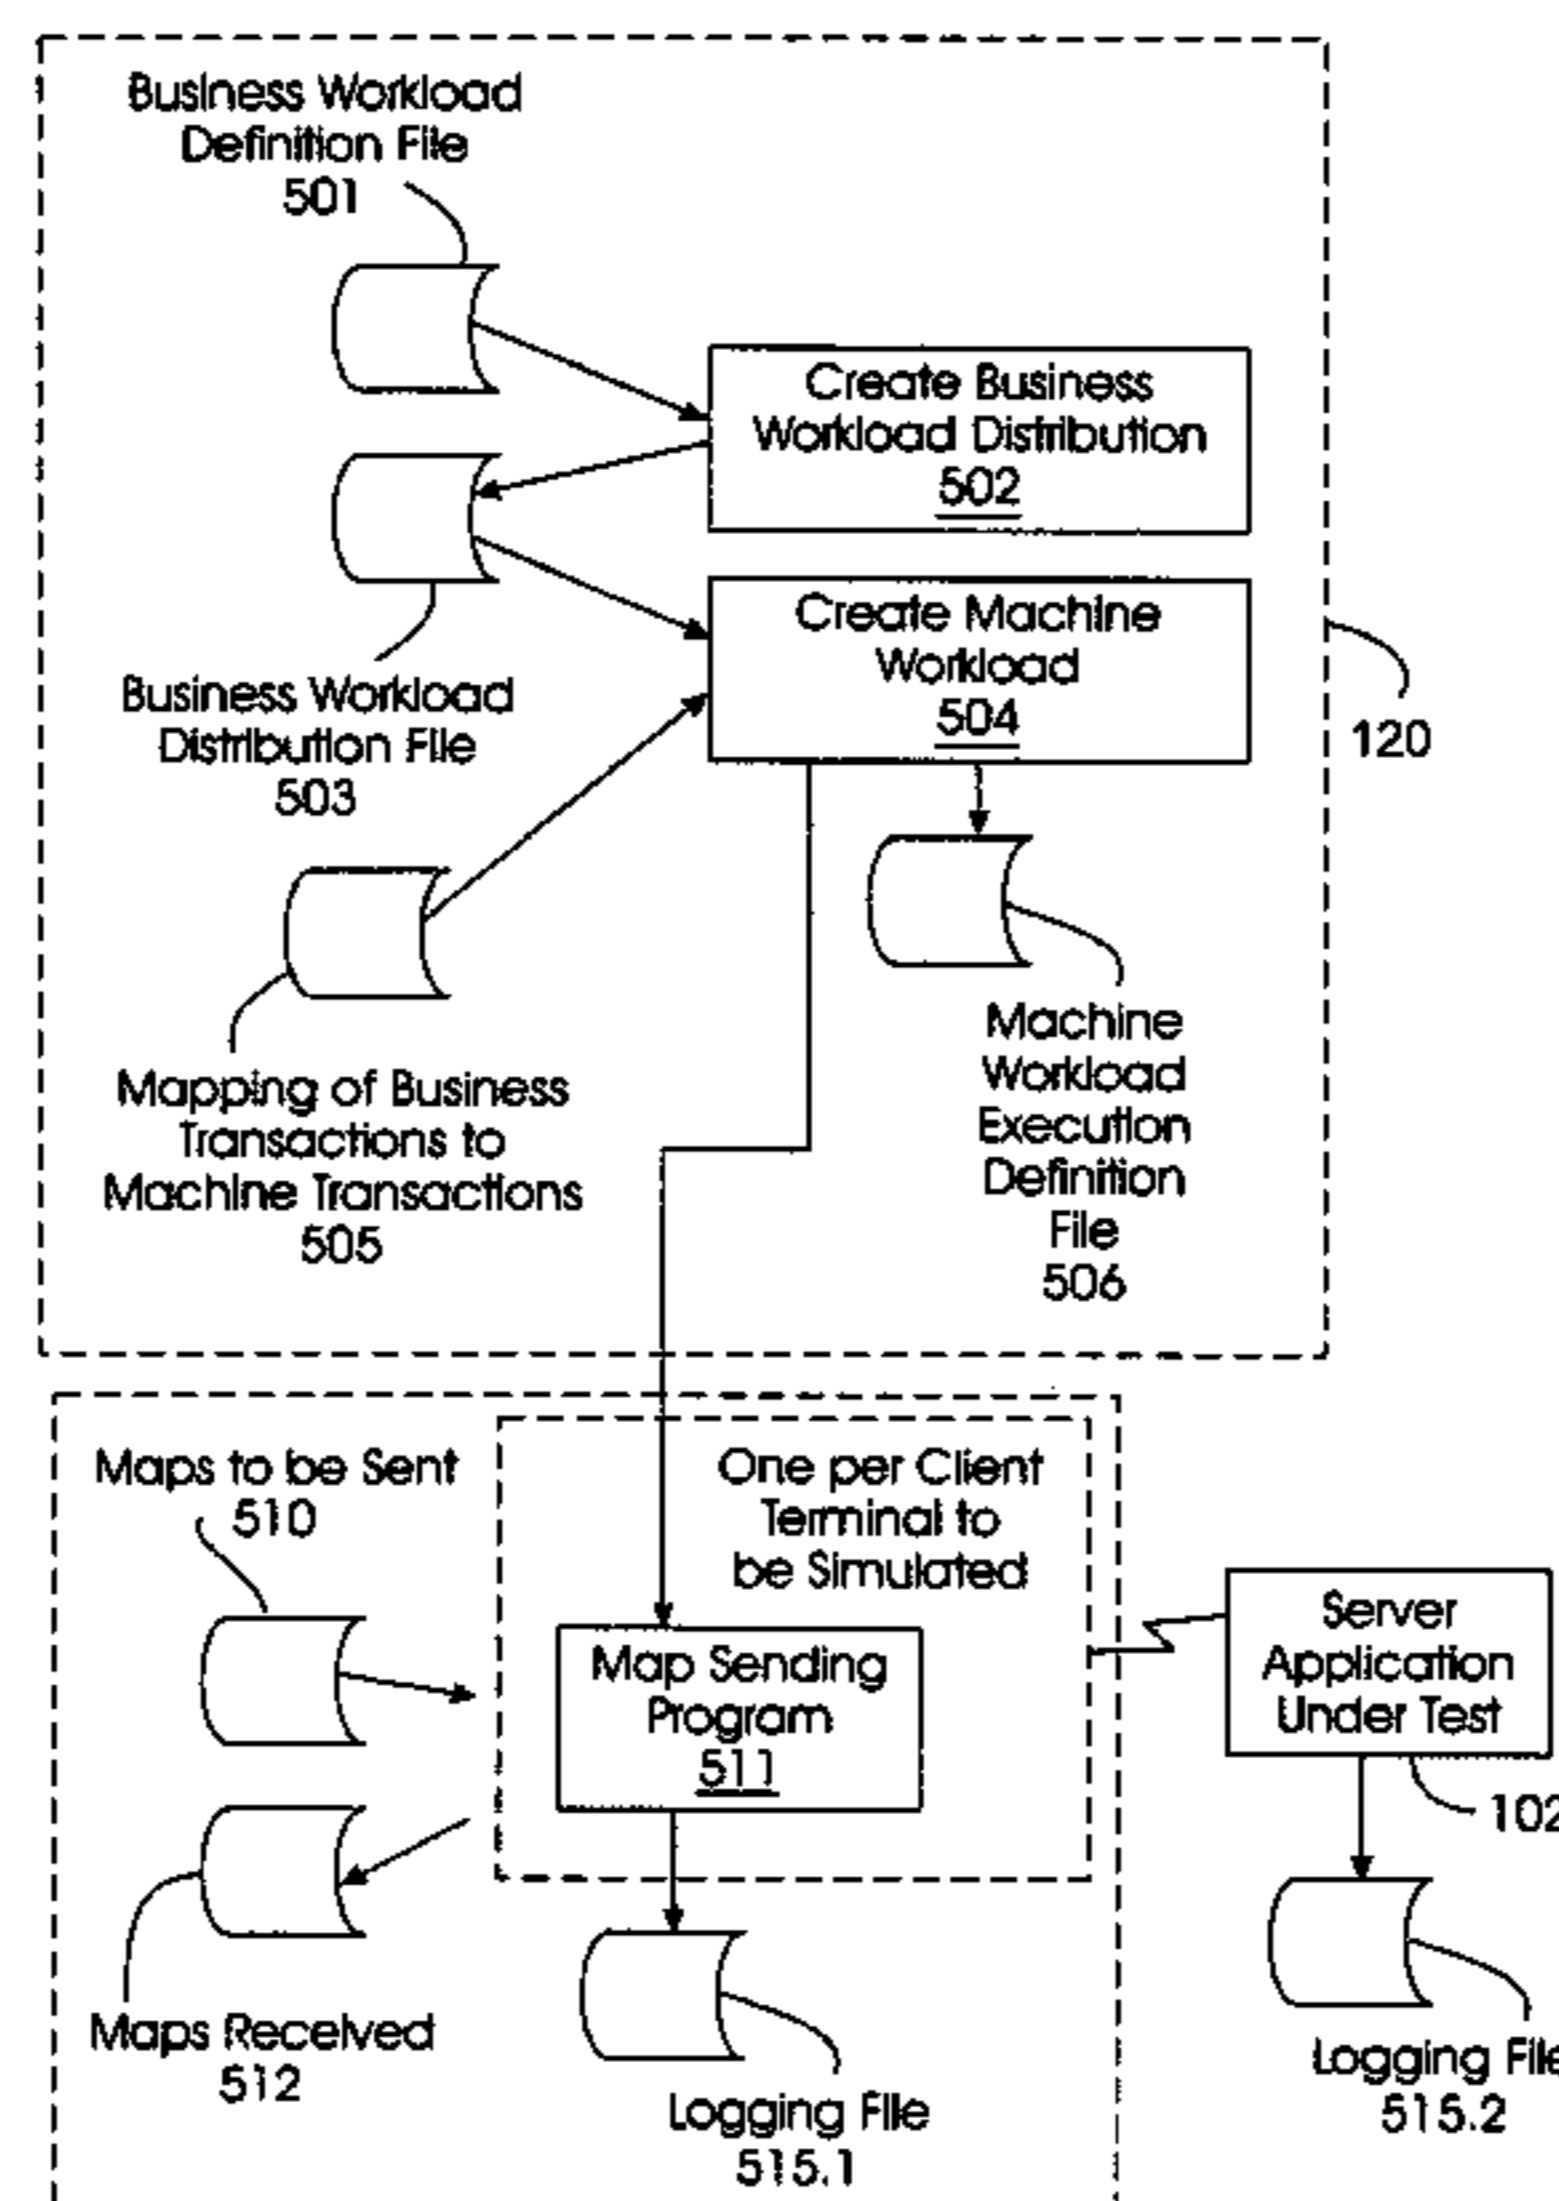 Business Workload
Definition File
501
Create Business
Workload Distribution
502
Create Machine
Workload
504
Business Workload
Distribution File
503
120
Mapping of Business
Transactions to
Machine Transactions
505
Machine
Workload
Execution
Definition
File
506
Maps to be Sent
510
One per Client
Terminal to
be Simulated
Map Sending
Program
511
Server
Application
Under Test
102
Maps Received
512
Logging File
515.1
Logging File
515.2